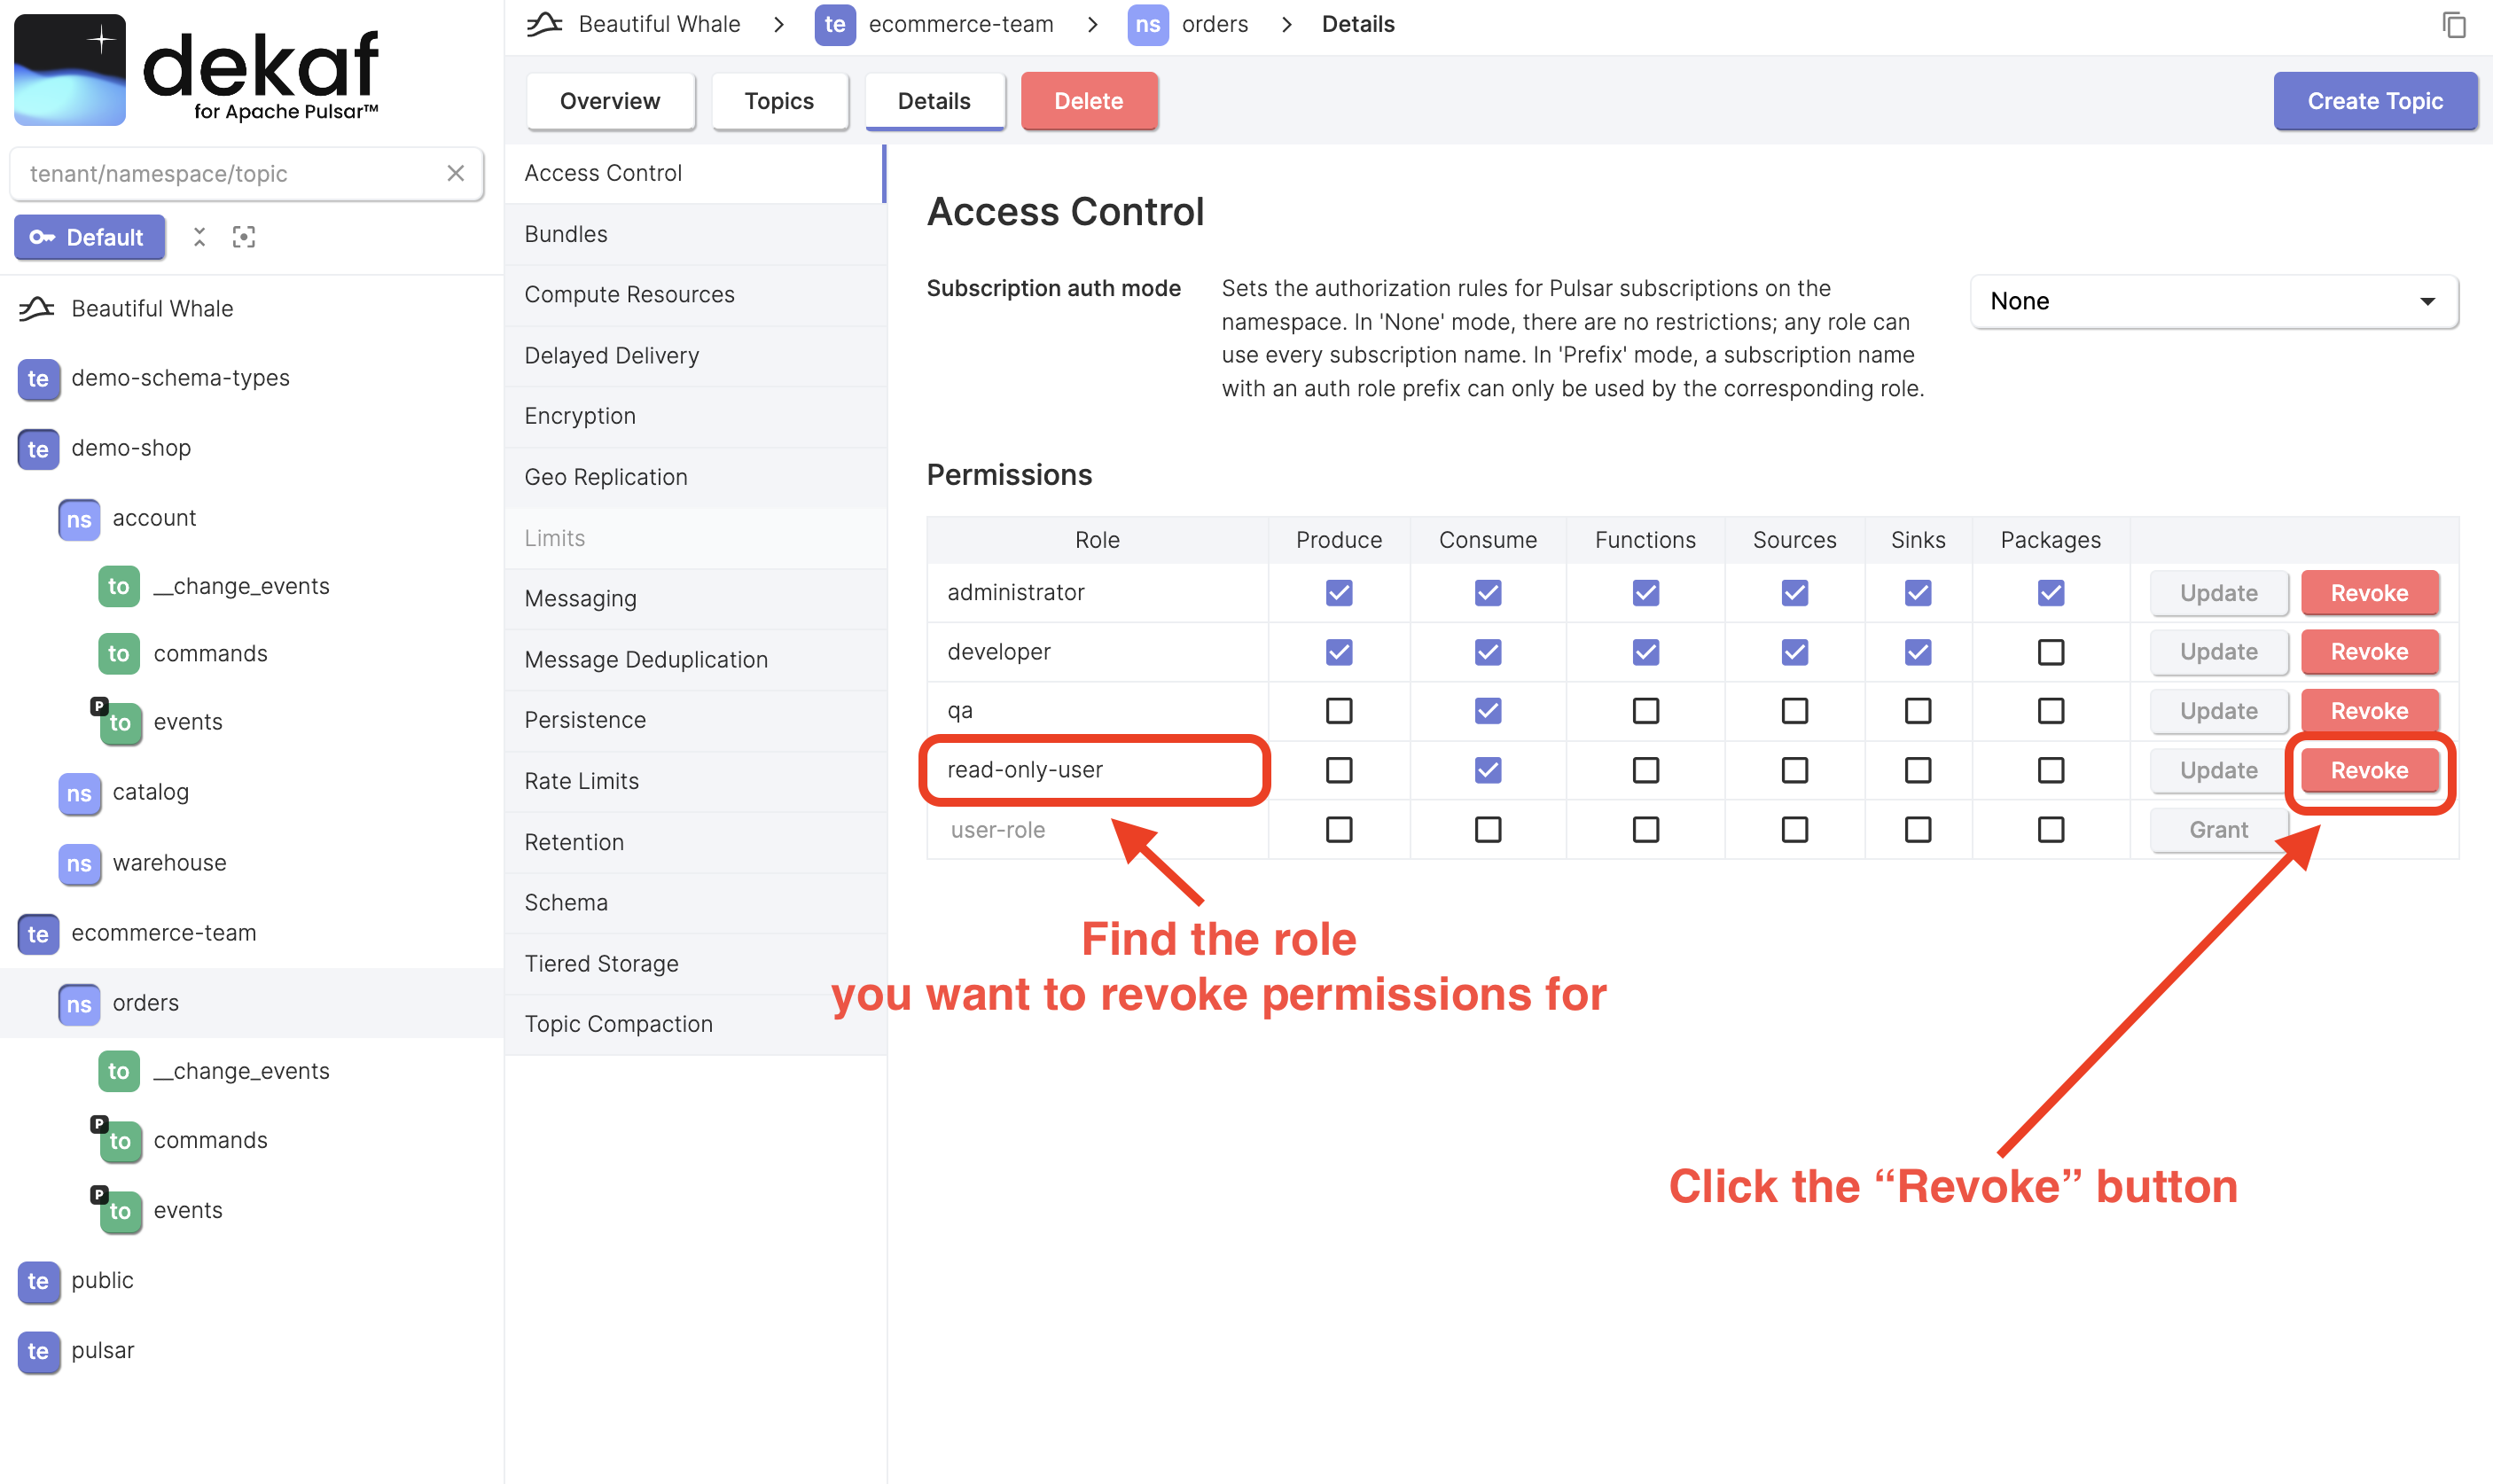 dekaf
for Apache Pulsar™
tenant/namespace/topic
Default
Beautiful Whale
te demo-schema-types
te demo-shop
ns account
to __change_events
to commands
P to events
ns catalog
ns warehouse
te ecommerce-team
ns orders
to __change_events
P to commands
P to events
te public
te pulsar
Beautiful Whale > te ecommerce-team > ns orders > Details
Overview Topics Details Delete Create Topic
Access Control
Bundles
Compute Resources
Delayed Delivery
Encryption
Geo Replication
Limits
Messaging
Message Deduplication
Persistence
Rate Limits
Retention
Schema
Tiered Storage
Topic Compaction
Access Control
Subscription auth mode
Sets the authorization rules for Pulsar subscriptions on the
namespace. In 'None' mode, there are no restrictions; any role can
use every subscription name. In 'Prefix' mode, a subscription name
with an auth role prefix can only be used by the corresponding role.
None
Permissions
Role Produce Consume Functions Sources Sinks Packages
administrator Update Revoke
developer Update Revoke
qa Update Revoke
read-only-user Update Revoke
user-role Grant
Find the role
you want to revoke permissions for
Click the “Revoke” button